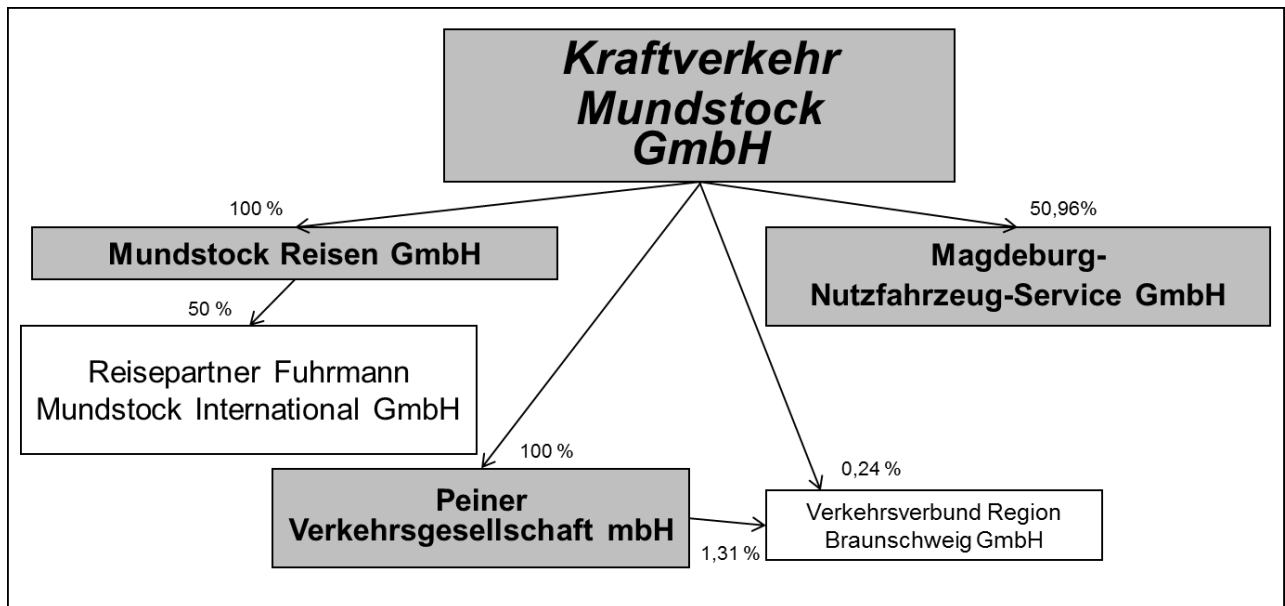 Kraftverkehr
Mundstock
GmbH
100 %
50,96%
Mundstock Reisen GmbH
Magdeburg-
Nutzfahrzeug-Service GmbH
50 %
Reisepartner Fuhrmann
Mundstock International GmbH
100 %
0,24 %
Peiner
Verkehrsgesellschaft mbH
Verkehrsverbund Region
Braunschweig GmbH
1,31 %